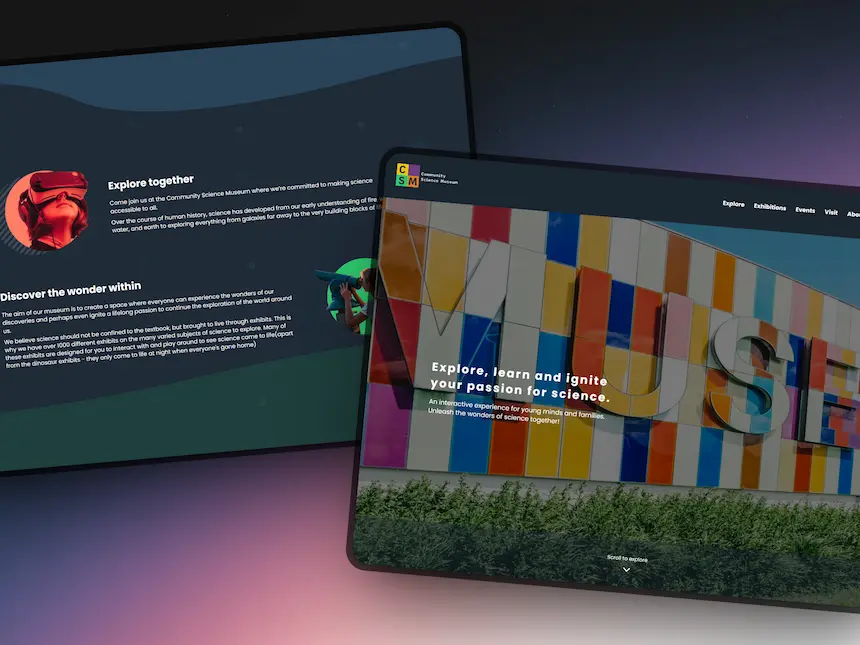 Explore together
Come join us at the Community Science Museum where we're committed to making science
accessible to all.
Over the course of human history, science has developed from our early understanding of fire,
water, and earth to exploring everything from galaxies far away to the very building blocks of
Discover the wonder within
The aim of our museum is to create a space where everyone can experience the wonders of our
discoveries and perhaps even ignite a lifelong passion to continue the exploration of the world around
us.
We believe science should not be confined to the textbook, but brought to live through exhibits. This is
why we have over 1000 different exhibits on the many varied subjects of science to explore. Many of
these exhibits are designed for you to interact with and play around to see science come to life(apart
from the dinosaur exhibits - they only come to life at night when everyone's gone home)
C
SM
Community
Science Museum
Explore Exhibitions Events Visit Abo
MUSE
Explore, learn and ignite
your passion for science.
An interactive experience for young minds and families.
Unleash the wonders of science together!
Scroll to explore